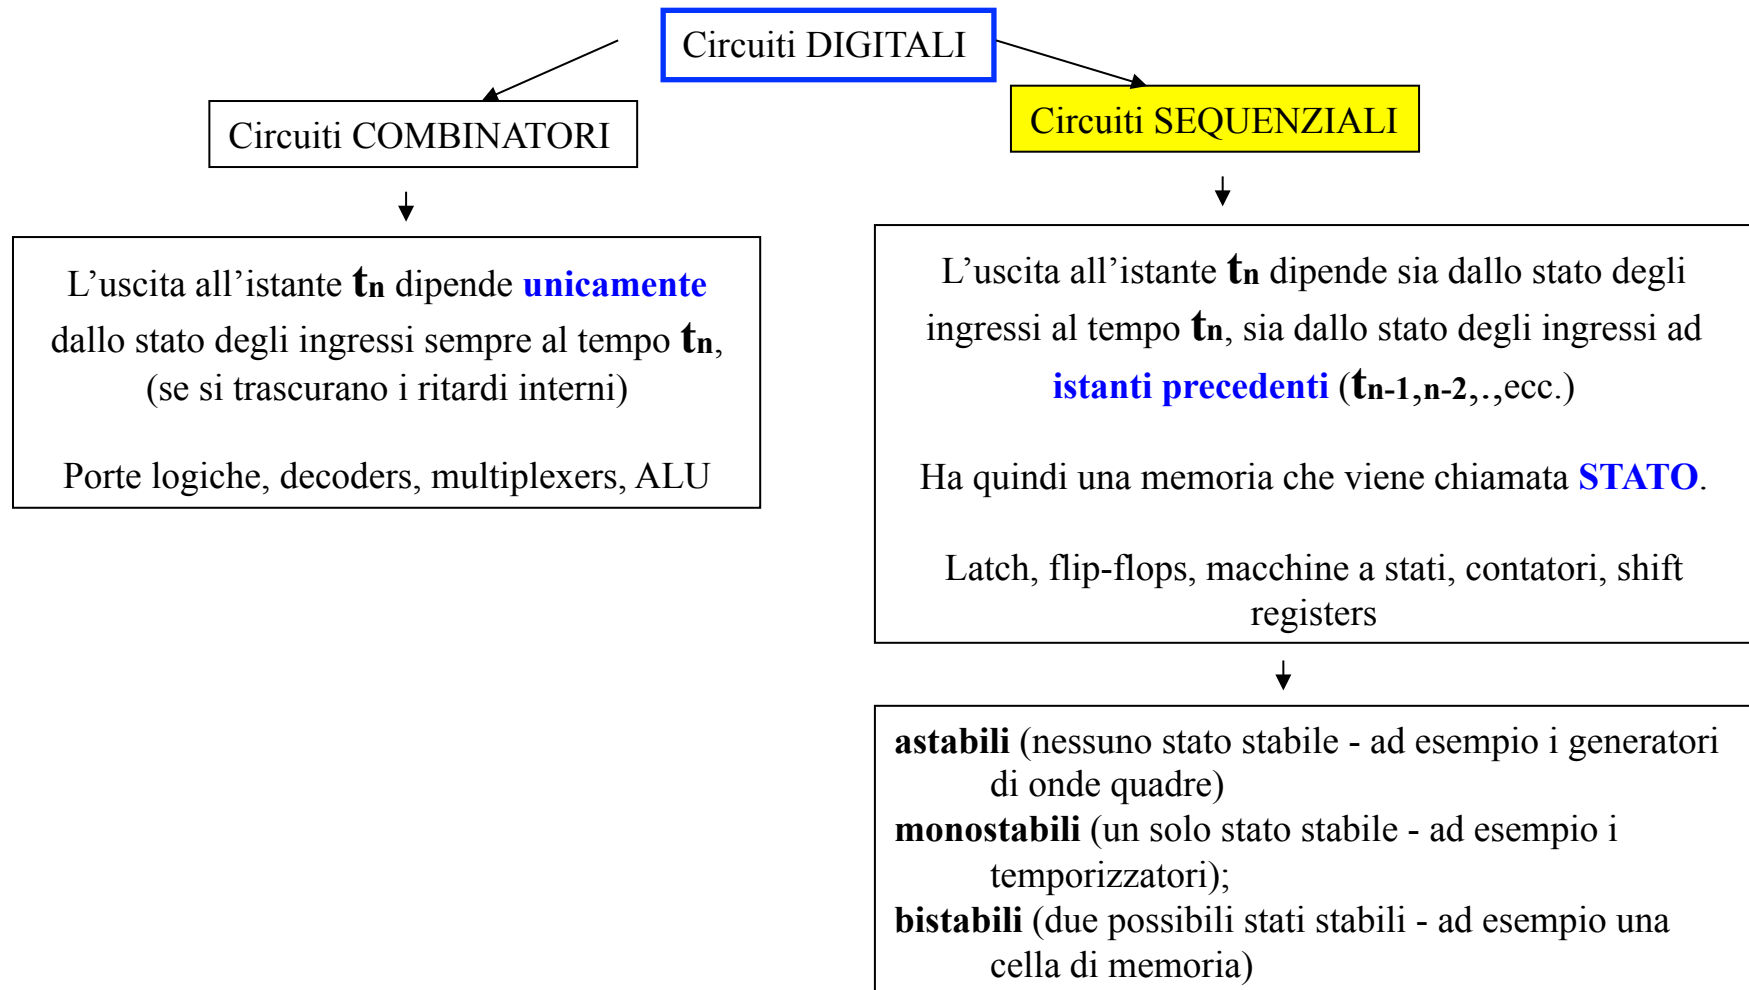 Circuiti DIGITALI
Circuiti COMBINATORI
L’uscita all’istante tn dipende unicamente
dallo stato degli ingressi sempre al tempo tn,
(se si trascurano i ritardi interni)
Porte logiche, decoders, multiplexers, ALU
Circuiti SEQUENZIALI
L’uscita all’istante tn dipende sia dallo stato degli
ingressi al tempo tn, sia dallo stato degli ingressi ad
istanti precedenti (tn-1,n-2,.,ecc.)
Ha quindi una memoria che viene chiamata STATO.
Latch, flip-flops, macchine a stati, contatori, shift
registers
astabili (nessuno stato stabile - ad esempio i generatori
di onde quadre)
monostabili (un solo stato stabile - ad esempio i
temporizzatori);
bistabili (due possibili stati stabili - ad esempio una
cella di memoria)